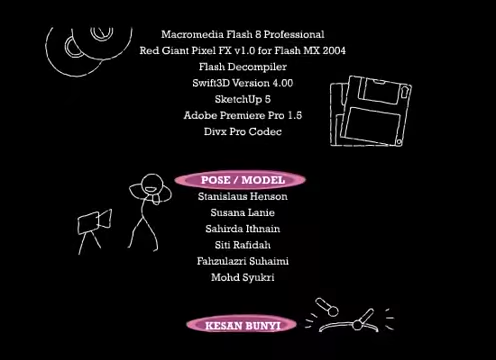 Macromedia Flash 8 Professional
Red Giant Pixel FX v1.0 for Flash MX 2004
Flash Decompiler
Swift3D Version 4.00
SketchUp 5
Adobe Premiere Pro 1.5
Divx Pro Codec
POSE / MODEL
Stanislaus Henson
Susana Lanie
Sahirda Ithnain
Siti Rafidah
Fahzulazri Suhaimi
Mohd Syukri
KESAN BUNYI